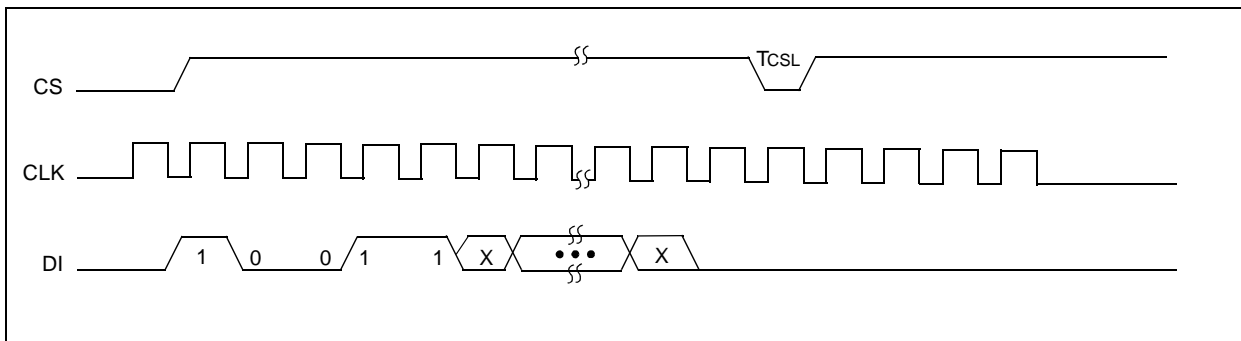 TCSL
CS
CLK
DI 1 0 0 1 1 X ••• X